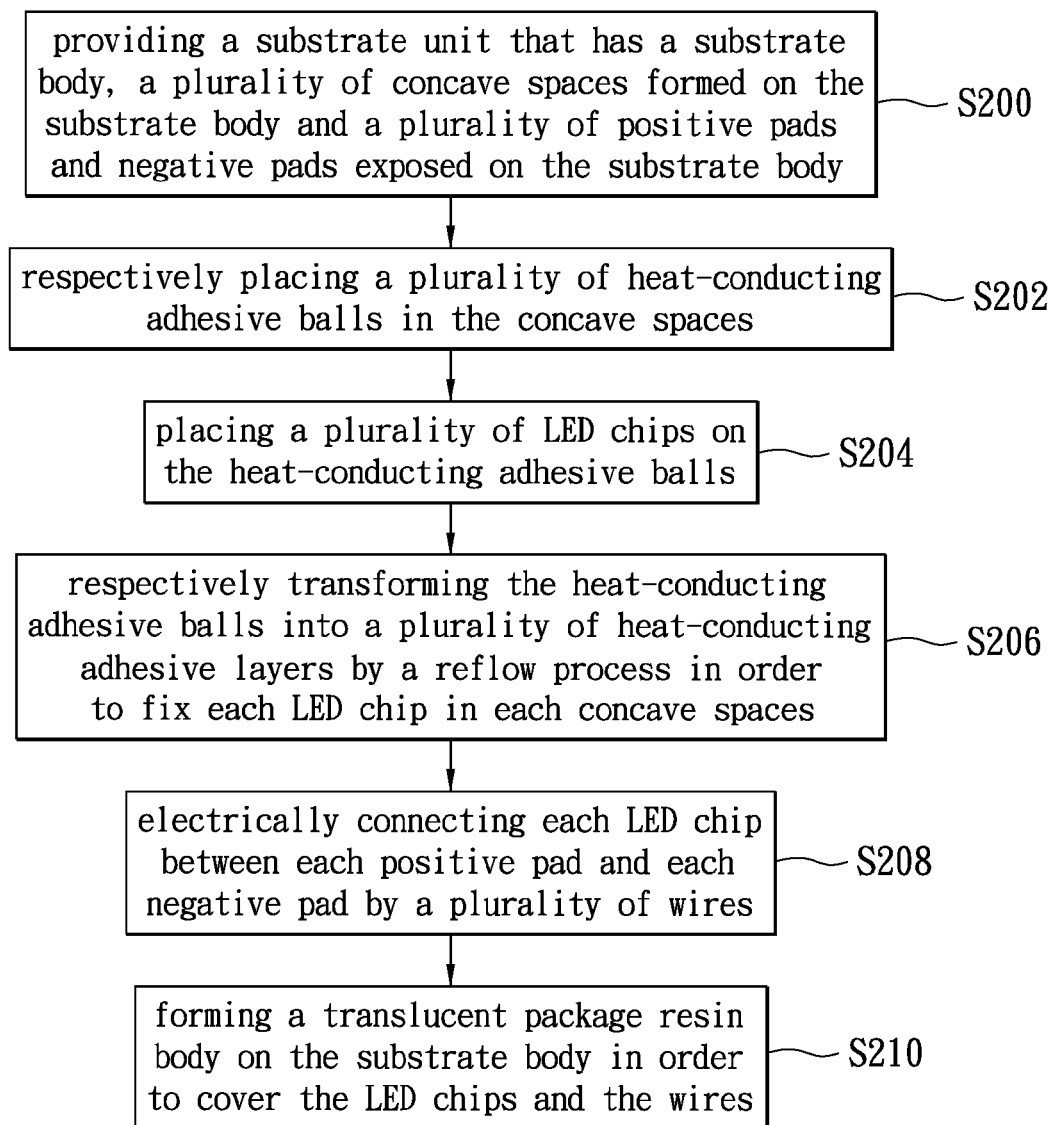 providing a substrate unit that has a substrate
body, a plurality of concave spaces formed on the
substrate body and a plurality of positive pads
and negative pads exposed on the substrate body
S200
respectively placing a plurality of heat-conducting
adhesive balls in the concave spaces
S202
placing a plurality of LED chips on
the heat-conducting adhesive balls
S204
respectively transforming the heat-conducting
adhesive balls into a plurality of heat-conducting
adhesive layers by a reflow process in order
to fix each LED chip in each concave spaces
S206
electrically connecting each LED chip
between each positive pad and each
negative pad by a plurality of wires
S208
forming a translucent package resin
body on the substrate body in order
to cover the LED chips and the wires
S210